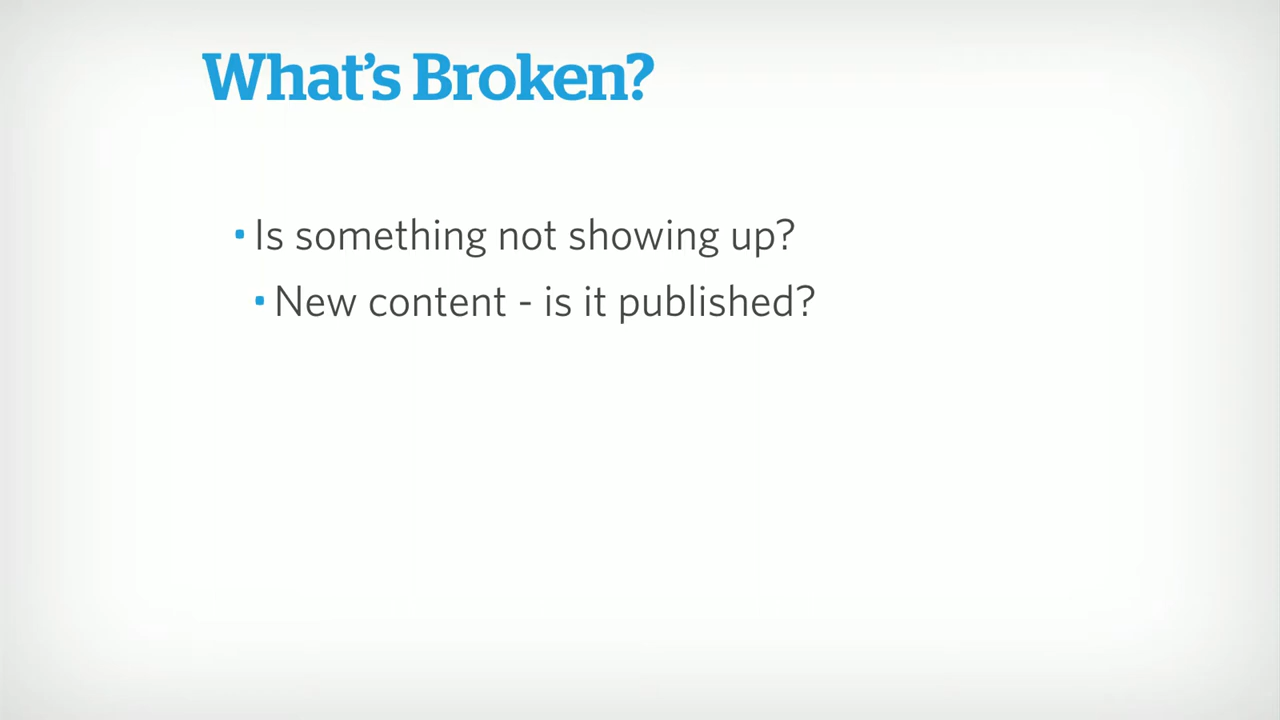 What’s Broken?
• Is something not showing up?
• New content - is it published?